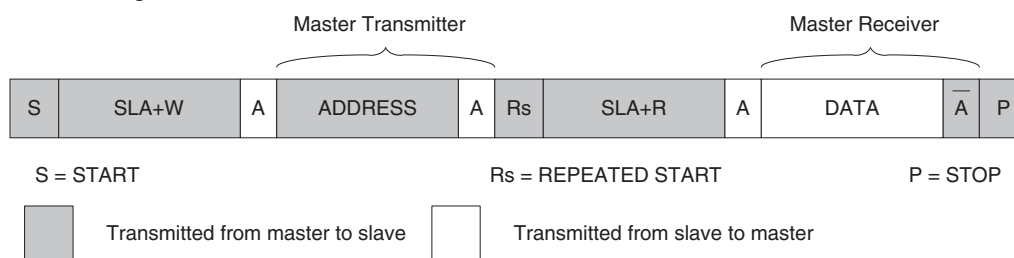 Master Transmitter Master Receiver
S SLA+W A ADDRESS A Rs SLA+R A DATA A̅ P
S = START Rs = REPEATED START P = STOP
Transmitted from master to slave Transmitted from slave to master